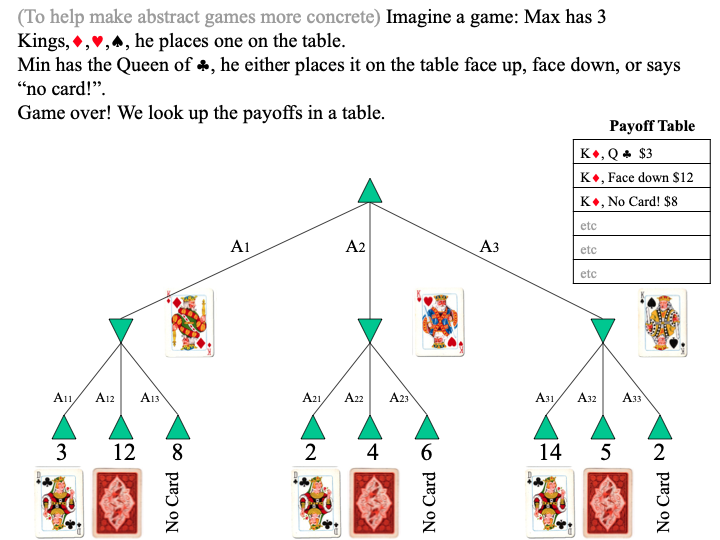 (To help make abstract games more concrete) Imagine a game: Max has 3
Kings,♦,♥,♠, he places one on the table.
Min has the Queen of ♣, he either places it on the table face up, face down, or says
“no card!”.
Game over! We look up the payoffs in a table.
Payoff Table
K♦, Q ♣ $3
K♦, Face down $12
K♦, No Card! $8
etc
etc
etc
A1 A2 A3
K K K
A11 A12 A13 A21 A22 A23 A31 A32 A33
3 12 8 2 4 6 14 5 2
No Card No Card No Card